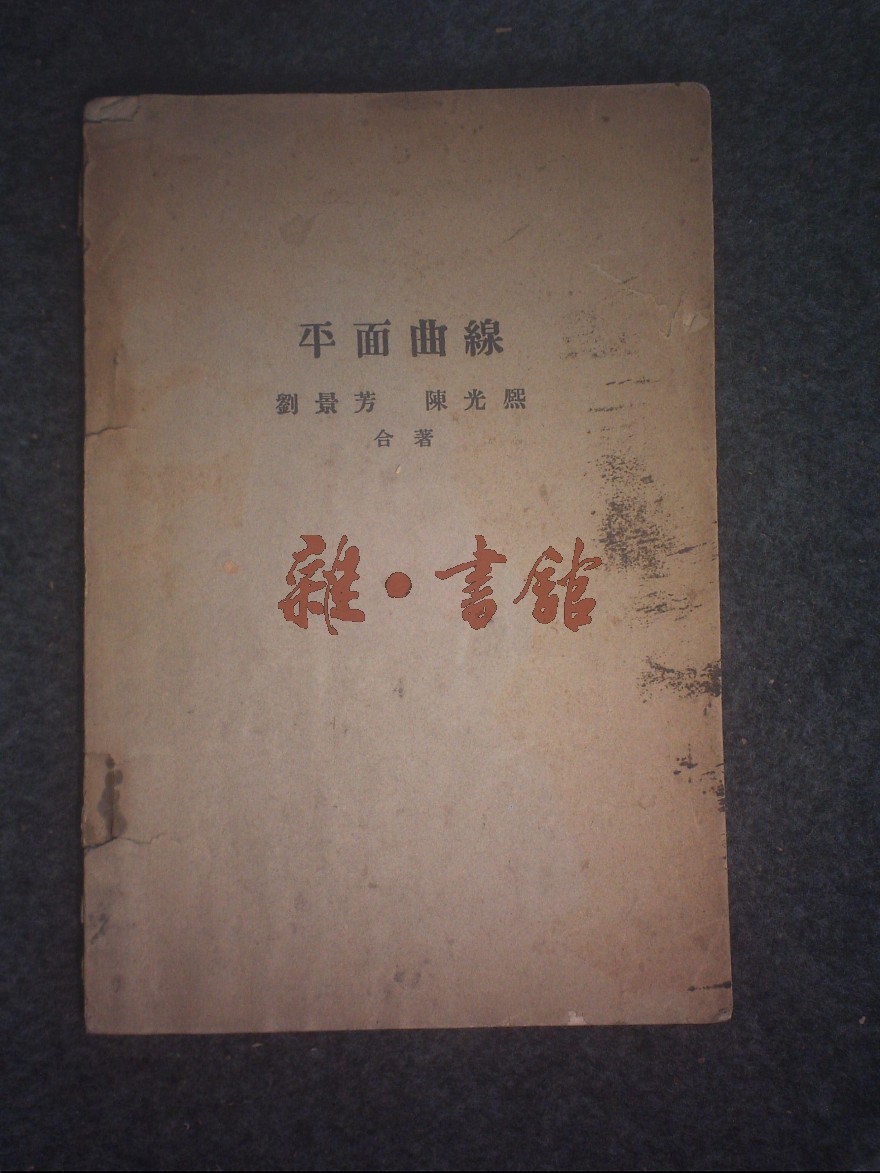 平面曲線
劉景芳 陳光熙
合著
雜·書館